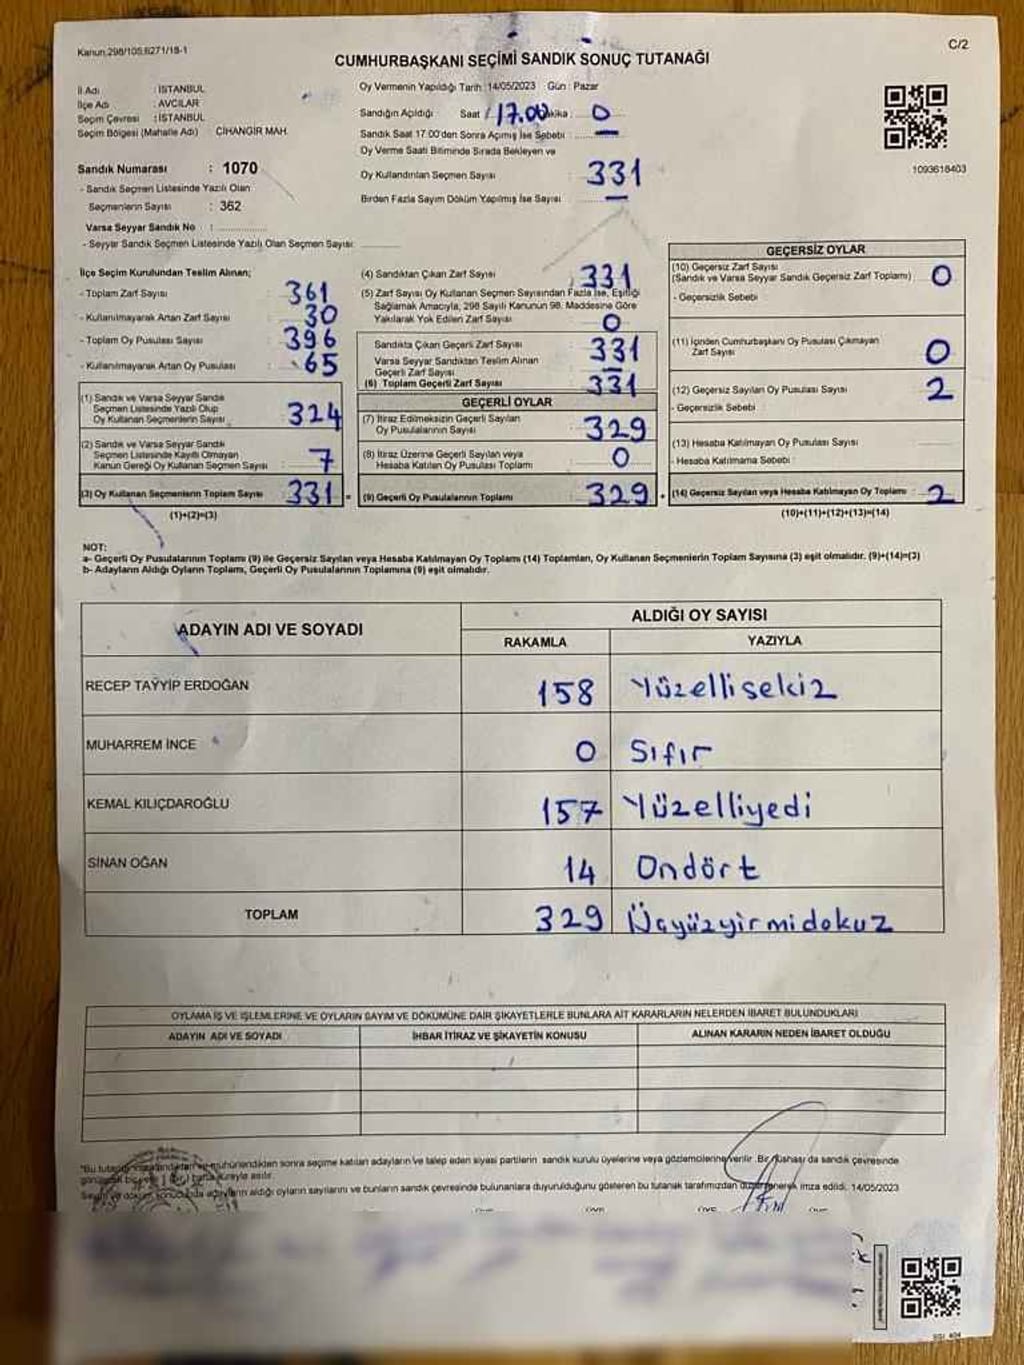 Kanun.298/105,6271/18-1
C/2
CUMHURBAŞKANI SEÇİMİ SANDIK SONUÇ TUTANAĞI
İl Adı : İSTANBUL
İlçe Adı : AVCILAR
Seçim Çevresi : İSTANBUL
Seçim Bölgesi (Mahalle Adı) CİHANGİR MAH.
Oy Vermenin Yapıldığı Tarih :14/05/2023 Gün : Pazar
Sandığın Açıldığı : Saat 17.00 Dakika : 0
Sandık Saat 17:00'den Sonra Açılmış İse Sebebi :
Oy Verme Saati Bitiminde Sırada Bekleyen ve
Oy Kullandırılan Seçmen Sayısı 331
Birden Fazla Sayım Döküm Yapılmış İse Sayısı —
1093618403
Sandık Numarası : 1070
- Sandık Seçmen Listesinde Yazılı Olan
Seçmenlerin Sayısı : 362
Varsa Seyyar Sandık No :
- Seyyar Sandık Seçmen Listesinde Yazılı Olan Seçmen Sayısı:
İlçe Seçim Kurulundan Teslim Alınan;
- Toplam Zarf Sayısı : 361
- Kullanılmayarak Artan Zarf Sayısı : 30
- Toplam Oy Pusulası Sayısı : 396
- Kullanılmayarak Artan Oy Pusulası : 65
(1) Sandık ve Varsa Seyyar Sandık
Seçmen Listesinde Yazılı Olup
Oy Kullanan Seçmenlerin Sayısı 324
(2) Sandık ve Varsa Seyyar Sandık
Seçmen Listesinde Kayıtlı Olmayan
Kanun Gereği Oy Kullanan Seçmen Sayısı 7
(3) Oy Kullanan Seçmenlerin Toplam Sayısı 331
(1)+(2)=(3)
(4) Sandıktan Çıkan Zarf Sayısı 331
(5) Zarf Sayısı Oy Kullanan Seçmen Sayısından Fazla İse, Eşitliği
Sağlamak Amacıyla, 298 Sayılı Kanunun 98. Maddesine Göre
Yakılarak Yok Edilen Zarf Sayısı 0
Sandıkta Çıkan Geçerli Zarf Sayısı 331
Varsa Seyyar Sandıktan Teslim Alınan
Geçerli Zarf Sayısı —
(6) Toplam Geçerli Zarf Sayısı 331
GEÇERLİ OYLAR
(7) İtiraz Edilmeksizin Geçerli Sayılan
Oy Pusulalarının Sayısı 329
(8) İtiraz Üzerine Geçerli Sayılan veya
Hesaba Katılan Oy Pusulası Toplamı 0
(9) Geçerli Oy Pusulalarının Toplamı 329
GEÇERSİZ OYLAR
(10) Geçersiz Zarf Sayısı
(Sandık ve Varsa Seyyar Sandık Geçersiz Zarf Toplamı) 0
- Geçersizlik Sebebi
(11) İçinden Cumhurbaşkanı Oy Pusulası Çıkmayan
Zarf Sayısı 0
(12) Geçersiz Sayılan Oy Pusulası Sayısı 2
- Geçersizlik Sebebi
(13) Hesaba Katılmayan Oy Pusulası Sayısı
- Hesaba Katılmama Sebebi :
(14) Geçersiz Sayılan veya Hesaba Katılmayan Oy Toplamı : 2
(10)+(11)+(12)+(13)=(14)
NOT:
a- Geçerli Oy Pusulalarının Toplamı (9) ile Geçersiz Sayılan veya Hesaba Katılmayan Oy Toplamı (14) Toplamları, Oy Kullanan Seçmenlerin Toplam Sayısına (3) eşit olmalıdır. (9)+(14)=(3)
b- Adayların Aldığı Oyların Toplamı, Geçerli Oy Pusulalarının Toplamına (9) eşit olmalıdır.
ADAYIN ADI VE SOYADI
ALDIĞI OY SAYISI
RAKAMLA YAZIYLA
RECEP TAYYİP ERDOĞAN 158 Yüzellisekiz
MUHARREM İNCE 0 Sıfır
KEMAL KILIÇDAROĞLU 157 Yüzelliyedi
SİNAN OĞAN 14 Ondört
TOPLAM 329 Üçyüzyirmidokuz
OYLAMA İŞ VE İŞLEMLERİNE VE OYLARIN SAYIM VE DÖKÜMÜNE DAİR ŞİKAYETLERLE BUNLARA AİT KARARLARIN NELERDEN İBARET BULUNDUKLARI
ADAYIN ADI VE SOYADI İHBAR İTİRAZ VE ŞİKAYETİN KONUSU ALINAN KARARIN NEDEN İBARET OLDUĞU
sonra seçime katılan adayların ve talep eden siyasi partilerin sandık kurulu üyelerine veya gözlemcilerine verilir. Bir nüshası da sandık çevresinde
adayların aldığı oyların sayılarını ve bunların sandık çevresinde bulunanlara duyurulduğunu gösteren bu tutanak tarafımızdan düzenlenerek imza edildi. 14/05/2023